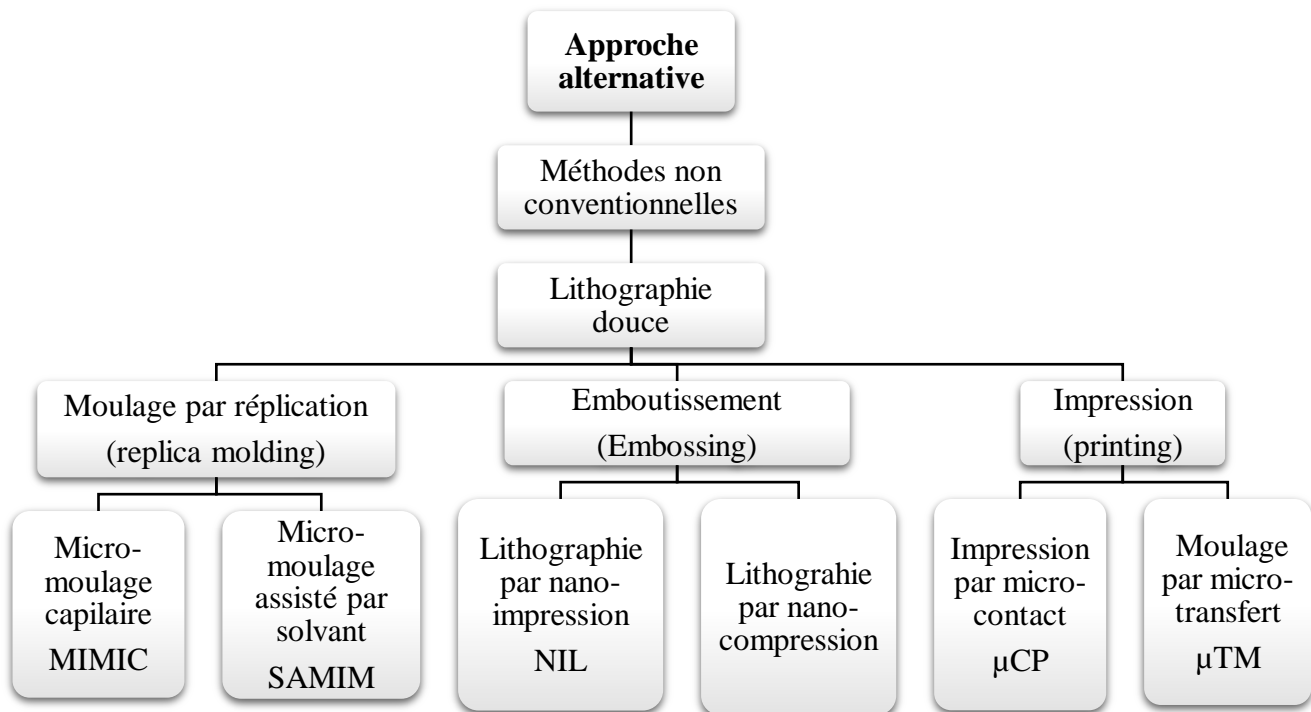 Approche
alternative
Méthodes non
conventionnelles
Lithographie
douce
Moulage par réplication
(replica molding)
Emboutissement
(Embossing)
Impression
(printing)
Micro-
moulage
capilaire
MIMIC
Micro-
moulage
assisté par
solvant
SAMIM
Lithographie
par nano-
impression
NIL
Lithograhie
par nano-
compression
Impression
par micro-
contact
µCP
Moulage
par micro-
transfert
µTM